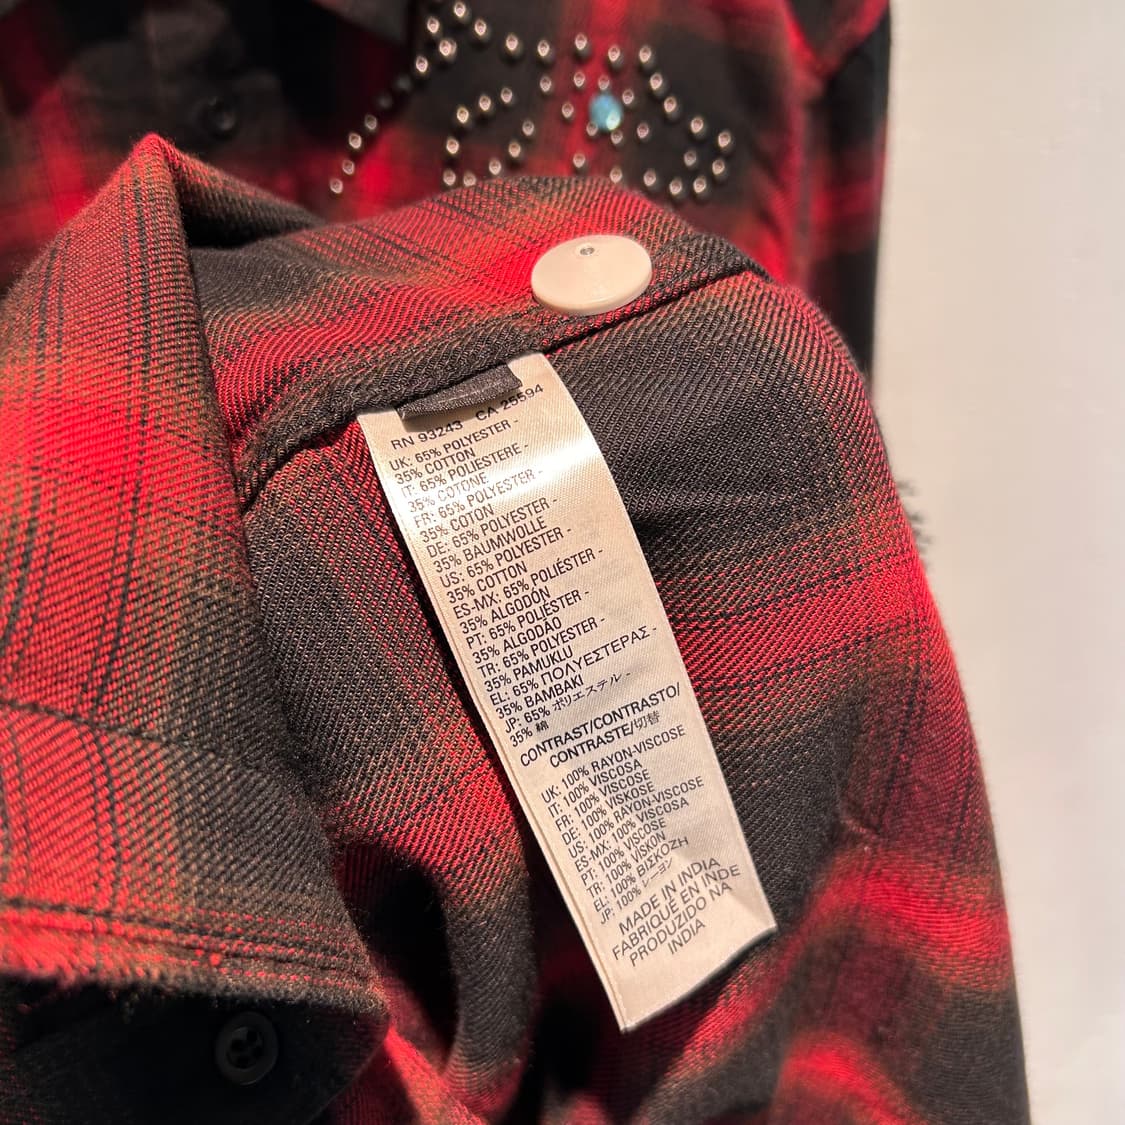 RN 93243 CA 25594
UK: 65% POLYESTER -
35% COTTON
IT: 65% POLIESTERE -
35% COTONE
FR: 65% POLYESTER -
35% COTON
DE: 65% POLYESTER -
35% BAUMWOLLE
US: 65% POLYESTER -
35% COTTON
ES-MX: 65% POLIÉSTER -
35% ALGODÓN
PT: 65% POLIÉSTER -
35% ALGODÃO
TR: 65% POLYESTER -
35% PAMUKLU
EL: 65% ΠΟΛΥΕΣΤΕΡΑΣ -
35% ΒΑΜΒΑΚΙ
JP: 65% ポリエステル -
35% 綿
CONTRAST/CONTRASTO/
CONTRASTE/切替
UK: 100% RAYON-VISCOSE
IT: 100% VISCOSA
FR: 100% VISCOSE
DE: 100% VISKOSE
US: 100% RAYON-VISCOSE
ES-MX: 100% VISCOSA
PT: 100% VISCOSE
TR: 100% VISKON
EL: 100% ΒΙΣΚΟΖΗ
JP: 100% レーヨン
MADE IN INDIA
FABRIQUÉ EN INDE
PRODUZIDO NA
INDIA